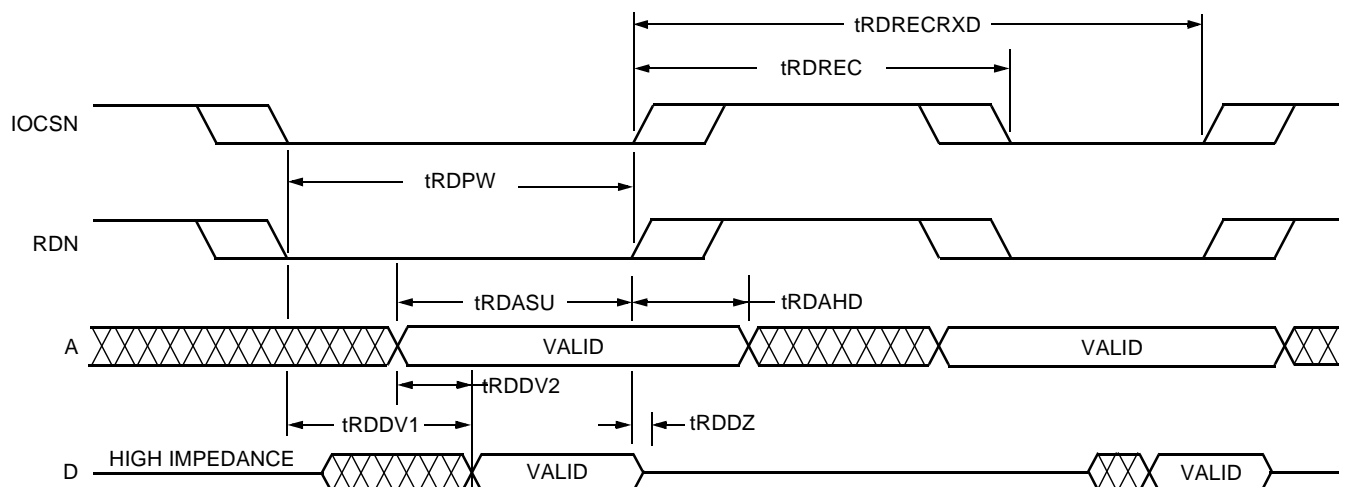 tRDRECRXD
tRDREC
IOCSN
tRDPW
RDN
tRDASU
tRDAHD
A
VALID
VALID
tRDDV2
tRDDV1
tRDDZ
D
HIGH IMPEDANCE
VALID
VALID